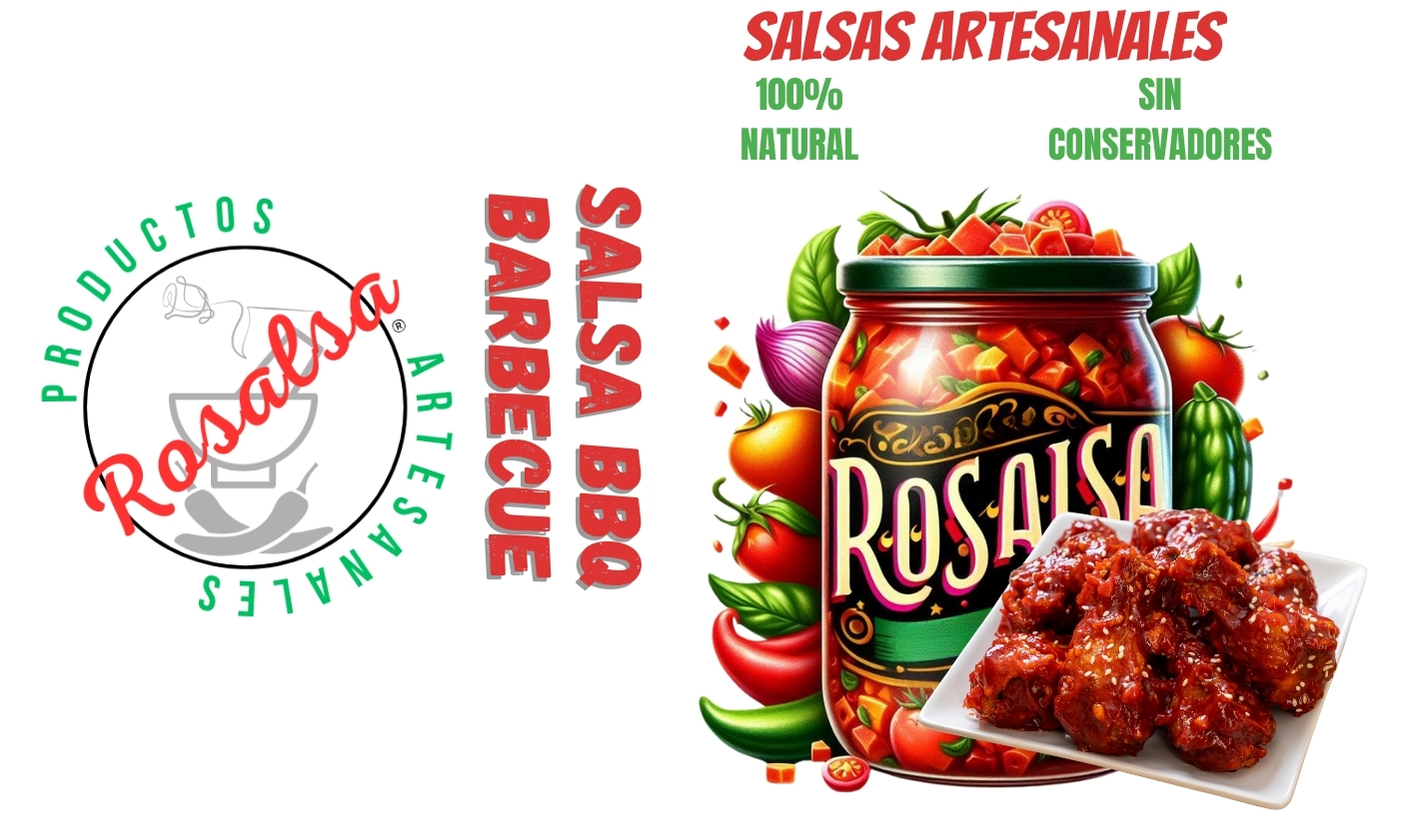 PRODUCTOS ARTESANALES
Rosalsa®
SALSA BBQ
BARBECUE
SALSAS ARTESANALES
100%
NATURAL
SIN
CONSERVADORES
ROSALSA